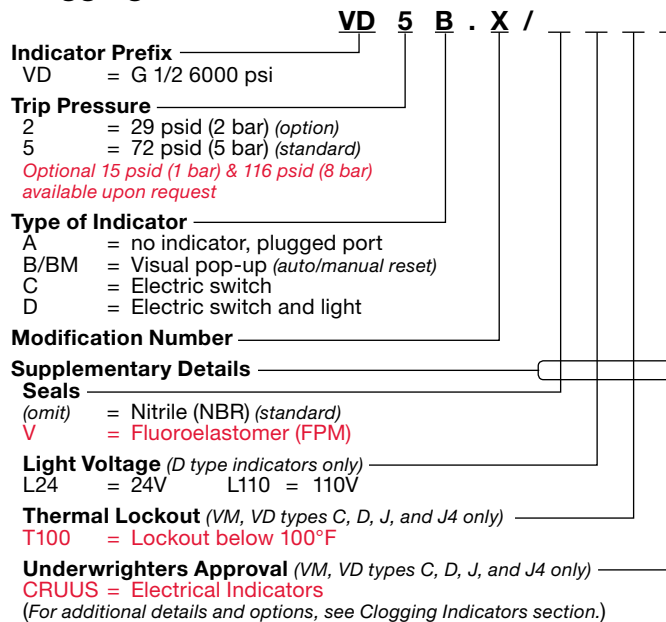 VD 5 B . X /
Indicator Prefix
VD = G 1/2 6000 psi
Trip Pressure
2 = 29 psid (2 bar) (option)
5 = 72 psid (5 bar) (standard)
Optional 15 psid (1 bar) & 116 psid (8 bar)
available upon request
Type of Indicator
A = no indicator, plugged port
B/BM = Visual pop-up (auto/manual reset)
C = Electric switch
D = Electric switch and light
Modification Number
Supplementary Details
Seals
(omit) = Nitrile (NBR) (standard)
V = Fluoroelastomer (FPM)
Light Voltage (D type indicators only)
L24 = 24V L110 = 110V
Thermal Lockout (VM, VD types C, D, J, and J4 only)
T100 = Lockout below 100°F
Underwrighters Approval (VM, VD types C, D, J, and J4 only)
CRUUS = Electrical Indicators
(For additional details and options, see Clogging Indicators section.)